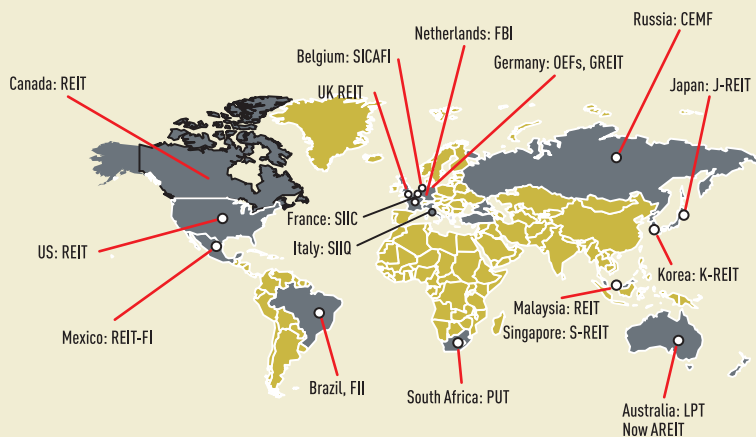 Russia: CEMF
Netherlands: FBI
Belgium: SICAFI
Germany: OEFs, GREIT
Canada: REIT
UK REIT
Japan: J-REIT
France: SIIC
Italy: SIIQ
US: REIT
Korea: K-REIT
Malaysia: REIT
Singapore: S-REIT
Mexico: REIT-FI
Brazil, FII
South Africa: PUT
Australia: LPT
Now AREIT